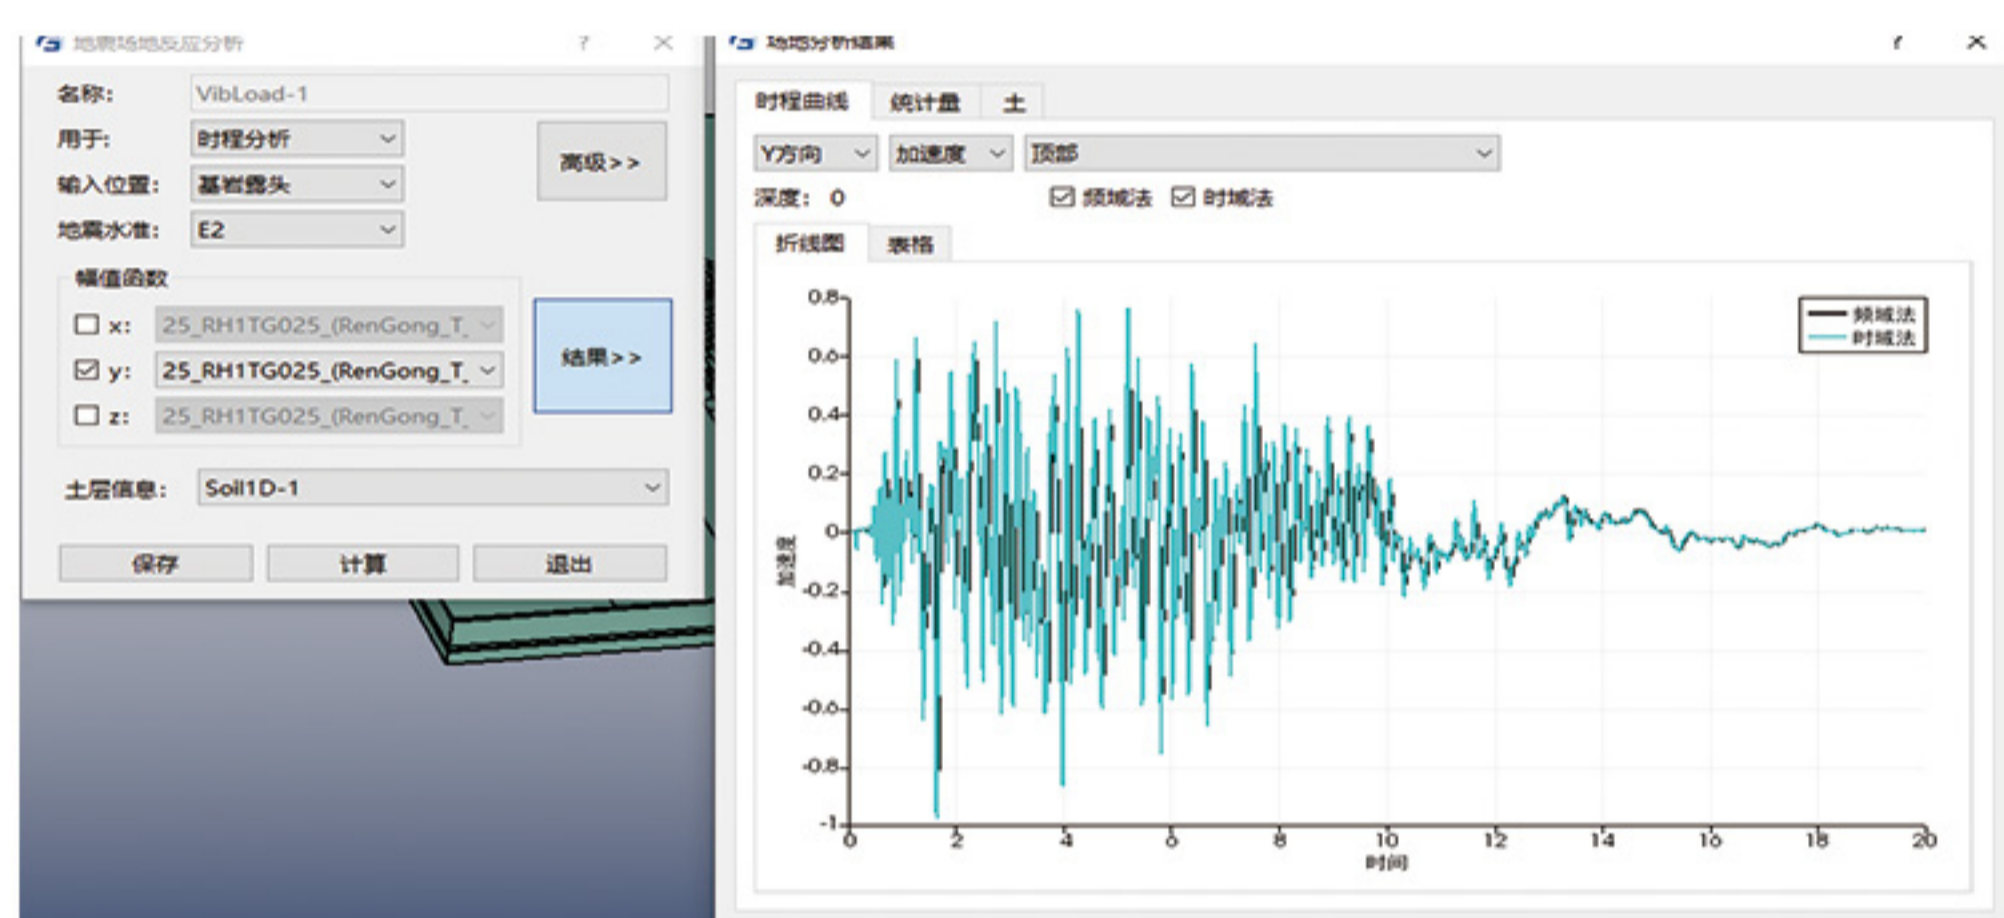 地震场地反应分析 ?
名称: VibLoad-1
用于: 时程分析
输入位置: 基岩露头
地震水准: E2
高级>>
幅值函数
x: 25_RH1TG025_(RenGong_T_
y: 25_RH1TG025_(RenGong_T_
z: 25_RH1TG025_(RenGong_T_
结果>>
土层信息: Soil1D-1
保存 计算 退出
场地分析结果 ?
时程曲线 统计量 土
Y方向 加速度 顶部
深度: 0 频域法 时域法
折线图 表格
频域法
时域法
0.8
0.6
0.4
0.2
0
-0.2
-0.4
-0.6
-0.8
-1
加速度
0 2 4 6 8 10 12 14 16 18 20
时间